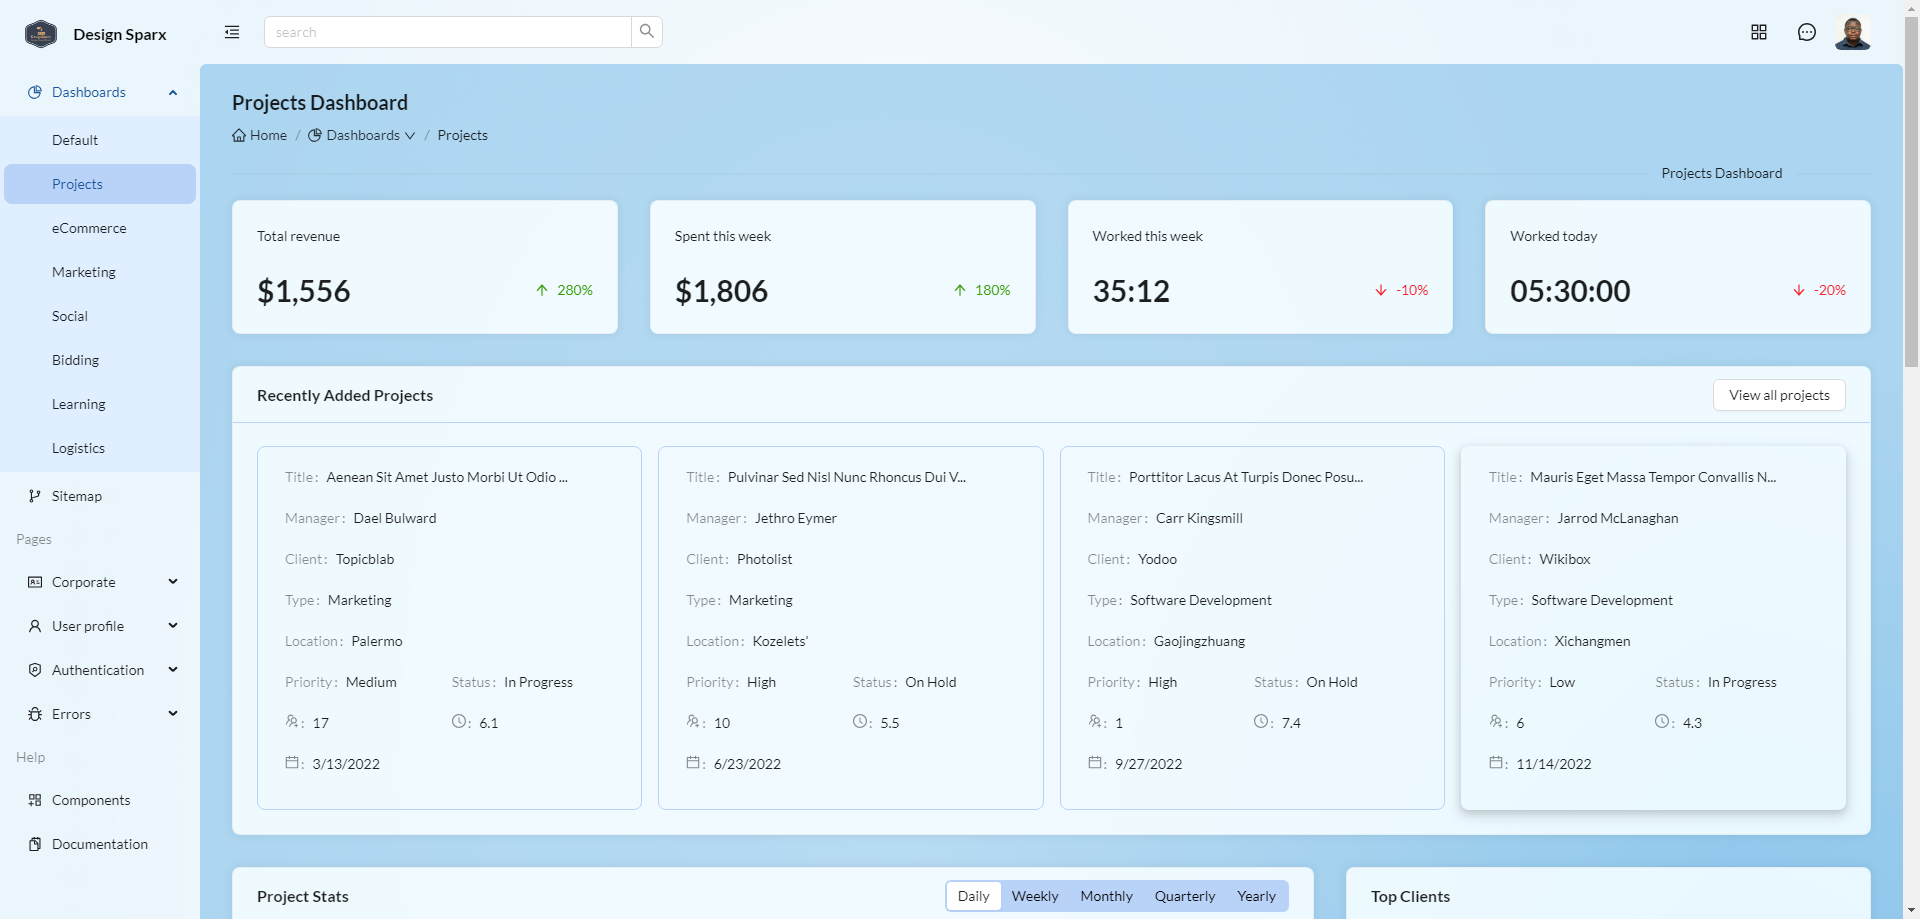 Design Sparx
search
Dashboards
Default
Projects
eCommerce
Marketing
Social
Bidding
Learning
Logistics
Sitemap
Pages
Corporate
User profile
Authentication
Errors
Help
Components
Documentation
Projects Dashboard
Home / Dashboards / Projects
Projects Dashboard
Total revenue
$1,556
280%
Spent this week
$1,806
180%
Worked this week
35:12
-10%
Worked today
05:30:00
-20%
Recently Added Projects
View all projects
Title: Aenean Sit Amet Justo Morbi Ut Odio ...
Manager: Dael Bulward
Client: Topicblab
Type: Marketing
Location: Palermo
Priority: Medium Status: In Progress
: 17 : 6.1
: 3/13/2022
Title: Pulvinar Sed Nisl Nunc Rhoncus Dui V...
Manager: Jethro Eymer
Client: Photolist
Type: Marketing
Location: Kozelets’
Priority: High Status: On Hold
: 10 : 5.5
: 6/23/2022
Title: Porttitor Lacus At Turpis Donec Posu...
Manager: Carr Kingsmill
Client: Yodoo
Type: Software Development
Location: Gaojingzhuang
Priority: High Status: On Hold
: 1 : 7.4
: 9/27/2022
Title: Mauris Eget Massa Tempor Convallis N...
Manager: Jarrod McLanaghan
Client: Wikibox
Type: Software Development
Location: Xichangmen
Priority: Low Status: In Progress
: 6 : 4.3
: 11/14/2022
Project Stats
Daily Weekly Monthly Quarterly Yearly
Top Clients